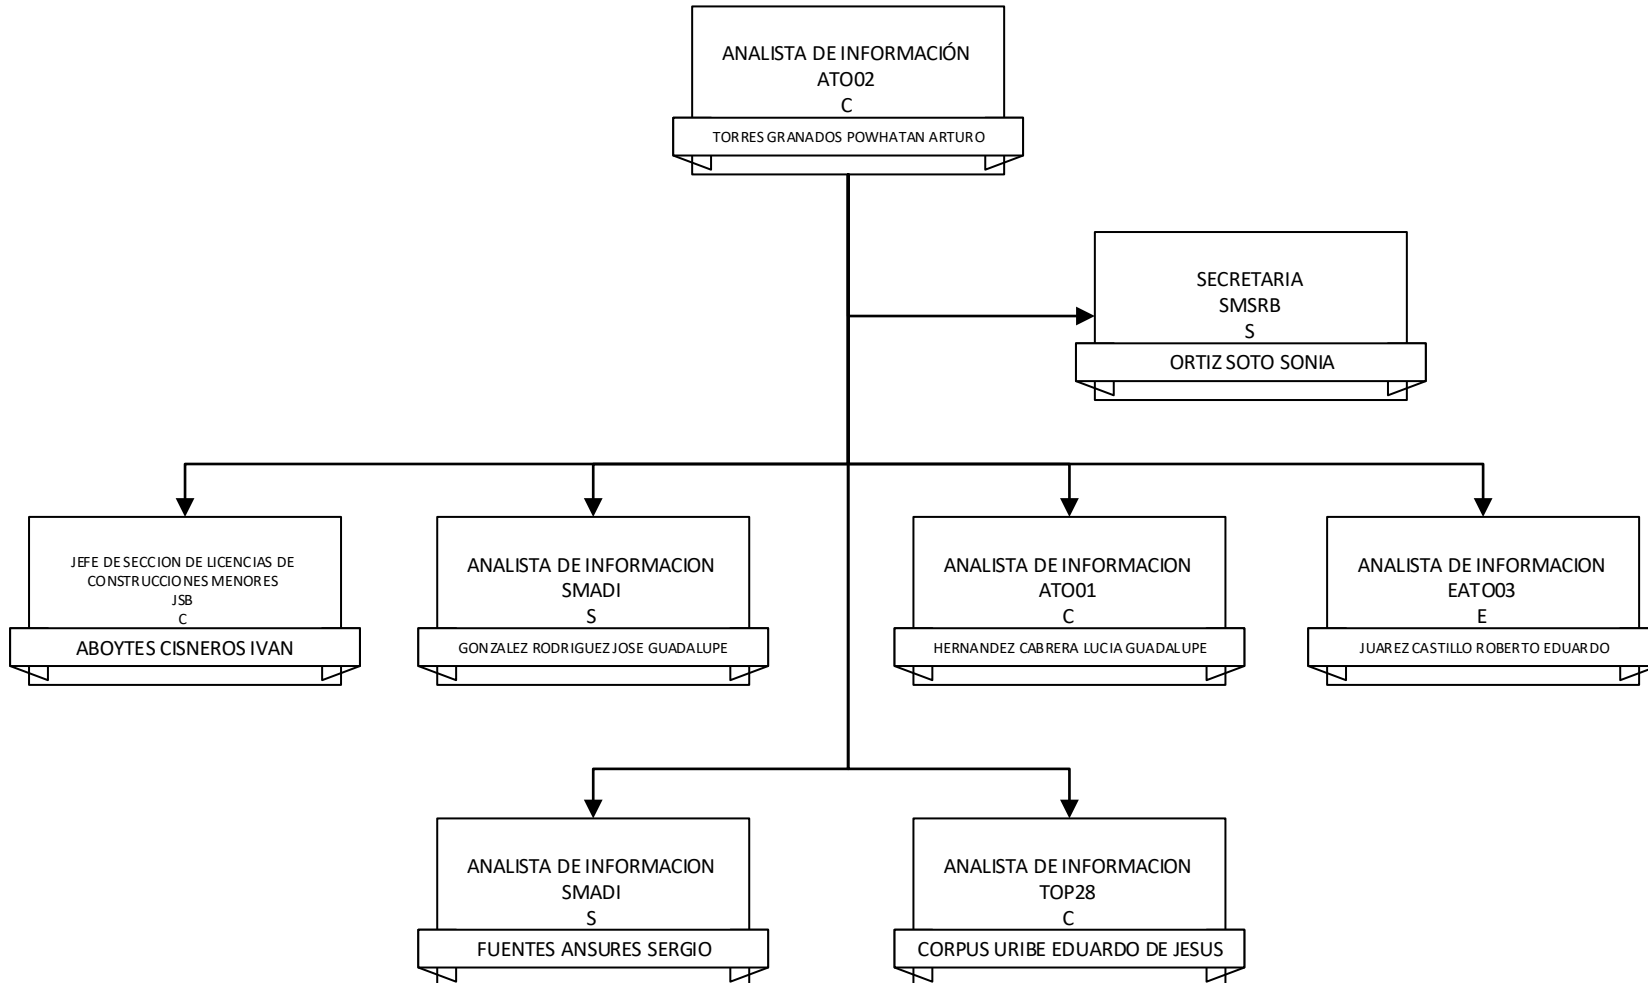 ANALISTA DE INFORMACIÓN
ATO02
C
TORRES GRANADOS POWHATAN ARTURO
SECRETARIA
SMSRB
S
ORTIZ SOTO SONIA
JEFE DE SECCION DE LICENCIAS DE
CONSTRUCCIONES MENORES
JSB
C
ABOYTES CISNEROS IVAN
ANALISTA DE INFORMACION
SMADI
S
GONZALEZ RODRIGUEZ JOSE GUADALUPE
ANALISTA DE INFORMACION
ATO01
C
HERNANDEZ CABRERA LUCIA GUADALUPE
ANALISTA DE INFORMACION
EATO03
E
JUAREZ CASTILLO ROBERTO EDUARDO
ANALISTA DE INFORMACION
SMADI
S
FUENTES ANSURES SERGIO
ANALISTA DE INFORMACION
TOP28
C
CORPUS URIBE EDUARDO DE JESUS